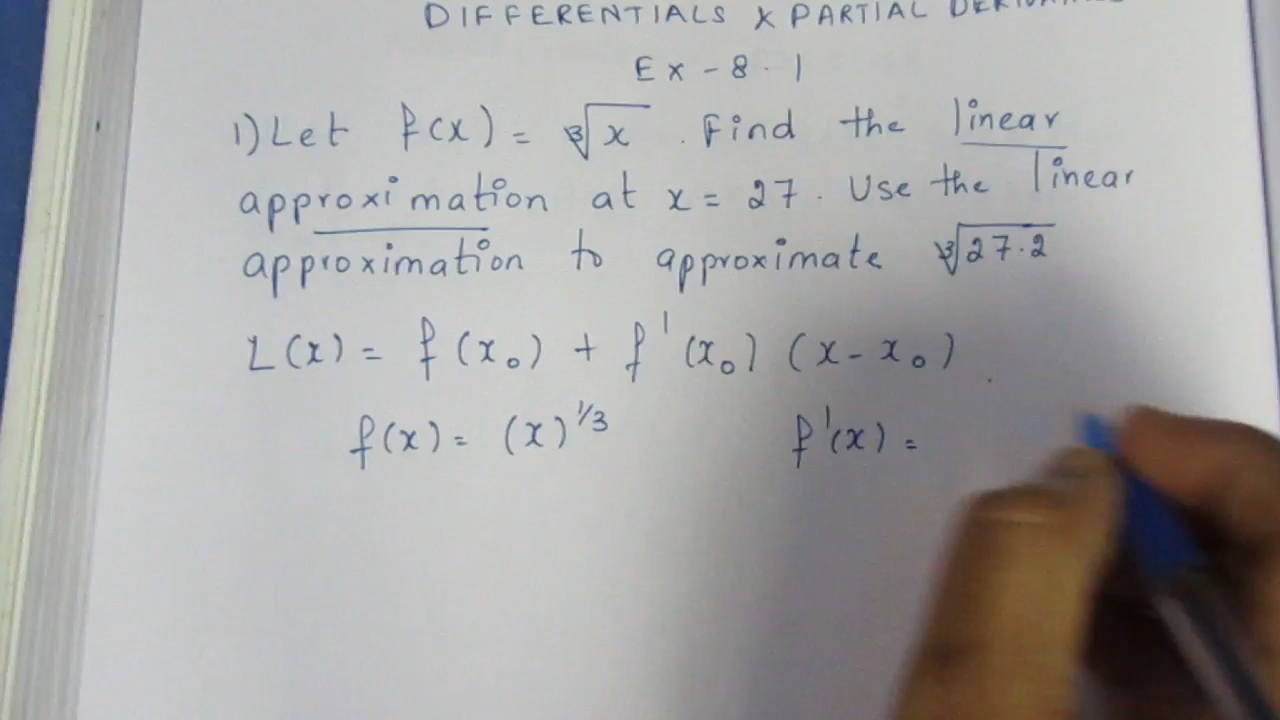 DIFFERENTIALS x PARTIAL
Ex - 8.1
1) Let f(x) = ∛x . Find the linear
approximation at x = 27. Use the linear
approximation to approximate ∛27.2
L(x) = f(x₀) + f'(x₀) (x - x₀)
f(x) = (x)^1/3 f'(x) =